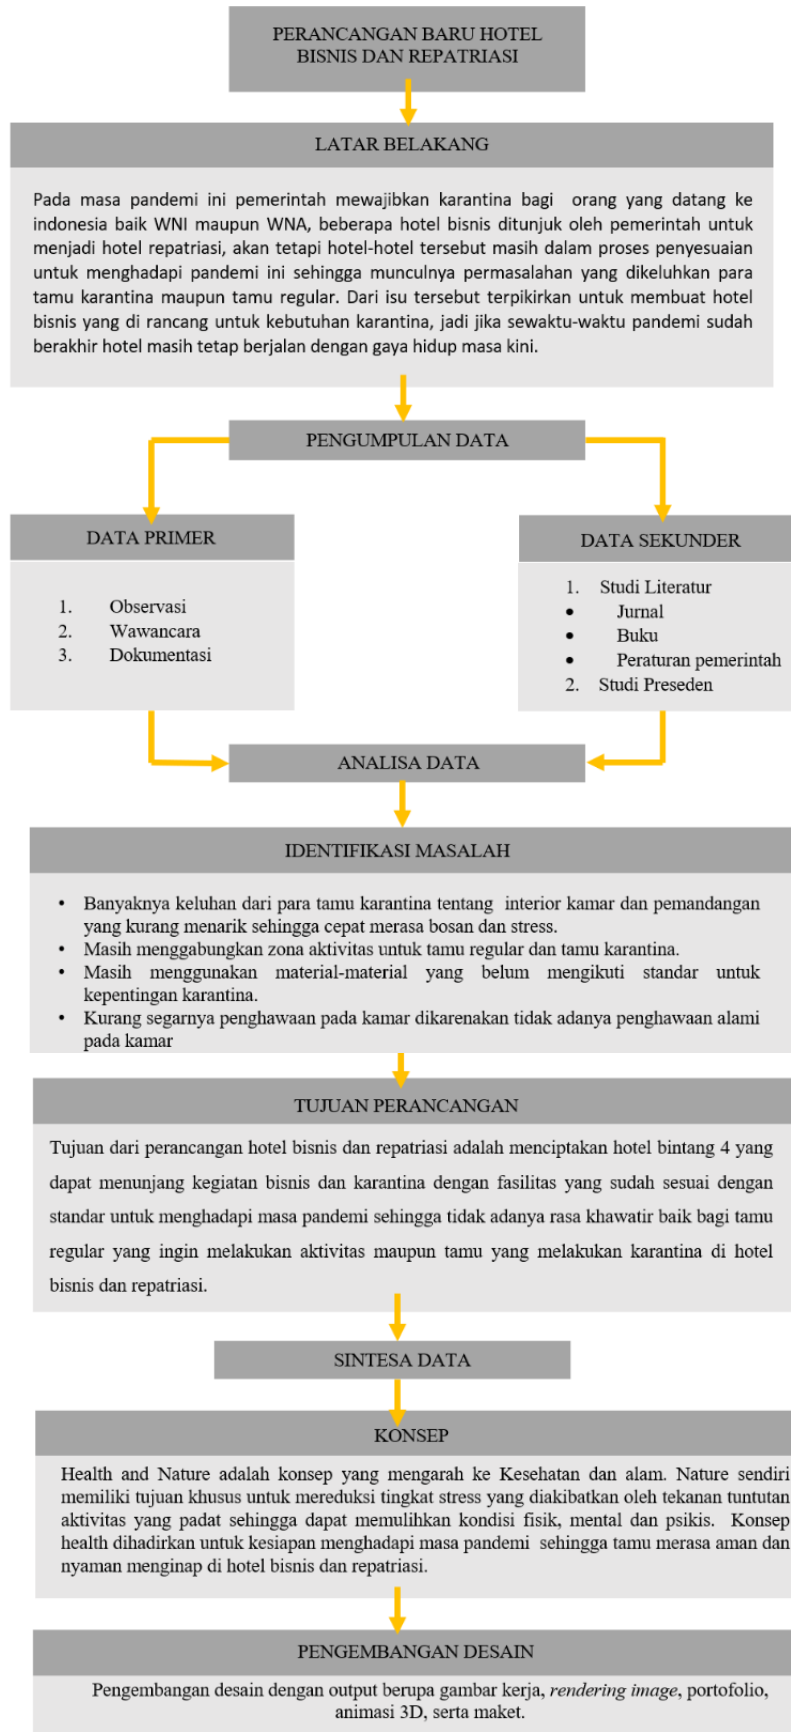 PERANCANGAN BARU HOTEL
BISNIS DAN REPATRIASI
LATAR BELAKANG
Pada masa pandemi ini pemerintah mewajibkan karantina bagi orang yang datang ke
indonesia baik WNI maupun WNA, beberapa hotel bisnis ditunjuk oleh pemerintah untuk
menjadi hotel repatriasi, akan tetapi hotel-hotel tersebut masih dalam proses penyesuaian
untuk menghadapi pandemi ini sehingga munculnya permasalahan yang dikeluhkan para
tamu karantina maupun tamu regular. Dari isu tersebut terpikirkan untuk membuat hotel
bisnis yang di rancang untuk kebutuhan karantina, jadi jika sewaktu-waktu pandemi sudah
berakhir hotel masih tetap berjalan dengan gaya hidup masa kini.
PENGUMPULAN DATA
DATA PRIMER
1. Observasi
2. Wawancara
3. Dokumentasi
DATA SEKUNDER
1. Studi Literatur
• Jurnal
• Buku
• Peraturan pemerintah
2. Studi Preseden
ANALISA DATA
IDENTIFIKASI MASALAH
• Banyaknya keluhan dari para tamu karantina tentang interior kamar dan pemandangan
yang kurang menarik sehingga cepat merasa bosan dan stress.
• Masih menggabungkan zona aktivitas untuk tamu regular dan tamu karantina.
• Masih menggunakan material-material yang belum mengikuti standar untuk
kepentingan karantina.
• Kurang segarnya penghawaan pada kamar dikarenakan tidak adanya penghawaan alami
pada kamar
TUJUAN PERANCANGAN
Tujuan dari perancangan hotel bisnis dan repatriasi adalah menciptakan hotel bintang 4 yang
dapat menunjang kegiatan bisnis dan karantina dengan fasilitas yang sudah sesuai dengan
standar untuk menghadapi masa pandemi sehingga tidak adanya rasa khawatir baik bagi tamu
regular yang ingin melakukan aktivitas maupun tamu yang melakukan karantina di hotel
bisnis dan repatriasi.
SINTESA DATA
KONSEP
Health and Nature adalah konsep yang mengarah ke Kesehatan dan alam. Nature sendiri
memiliki tujuan khusus untuk mereduksi tingkat stress yang diakibatkan oleh tekanan tuntutan
aktivitas yang padat sehingga dapat memulihkan kondisi fisik, mental dan psikis. Konsep
health dihadirkan untuk kesiapan menghadapi masa pandemi sehingga tamu merasa aman dan
nyaman menginap di hotel bisnis dan repatriasi.
PENGEMBANGAN DESAIN
Pengembangan desain dengan output berupa gambar kerja, rendering image, portofolio,
animasi 3D, serta maket.